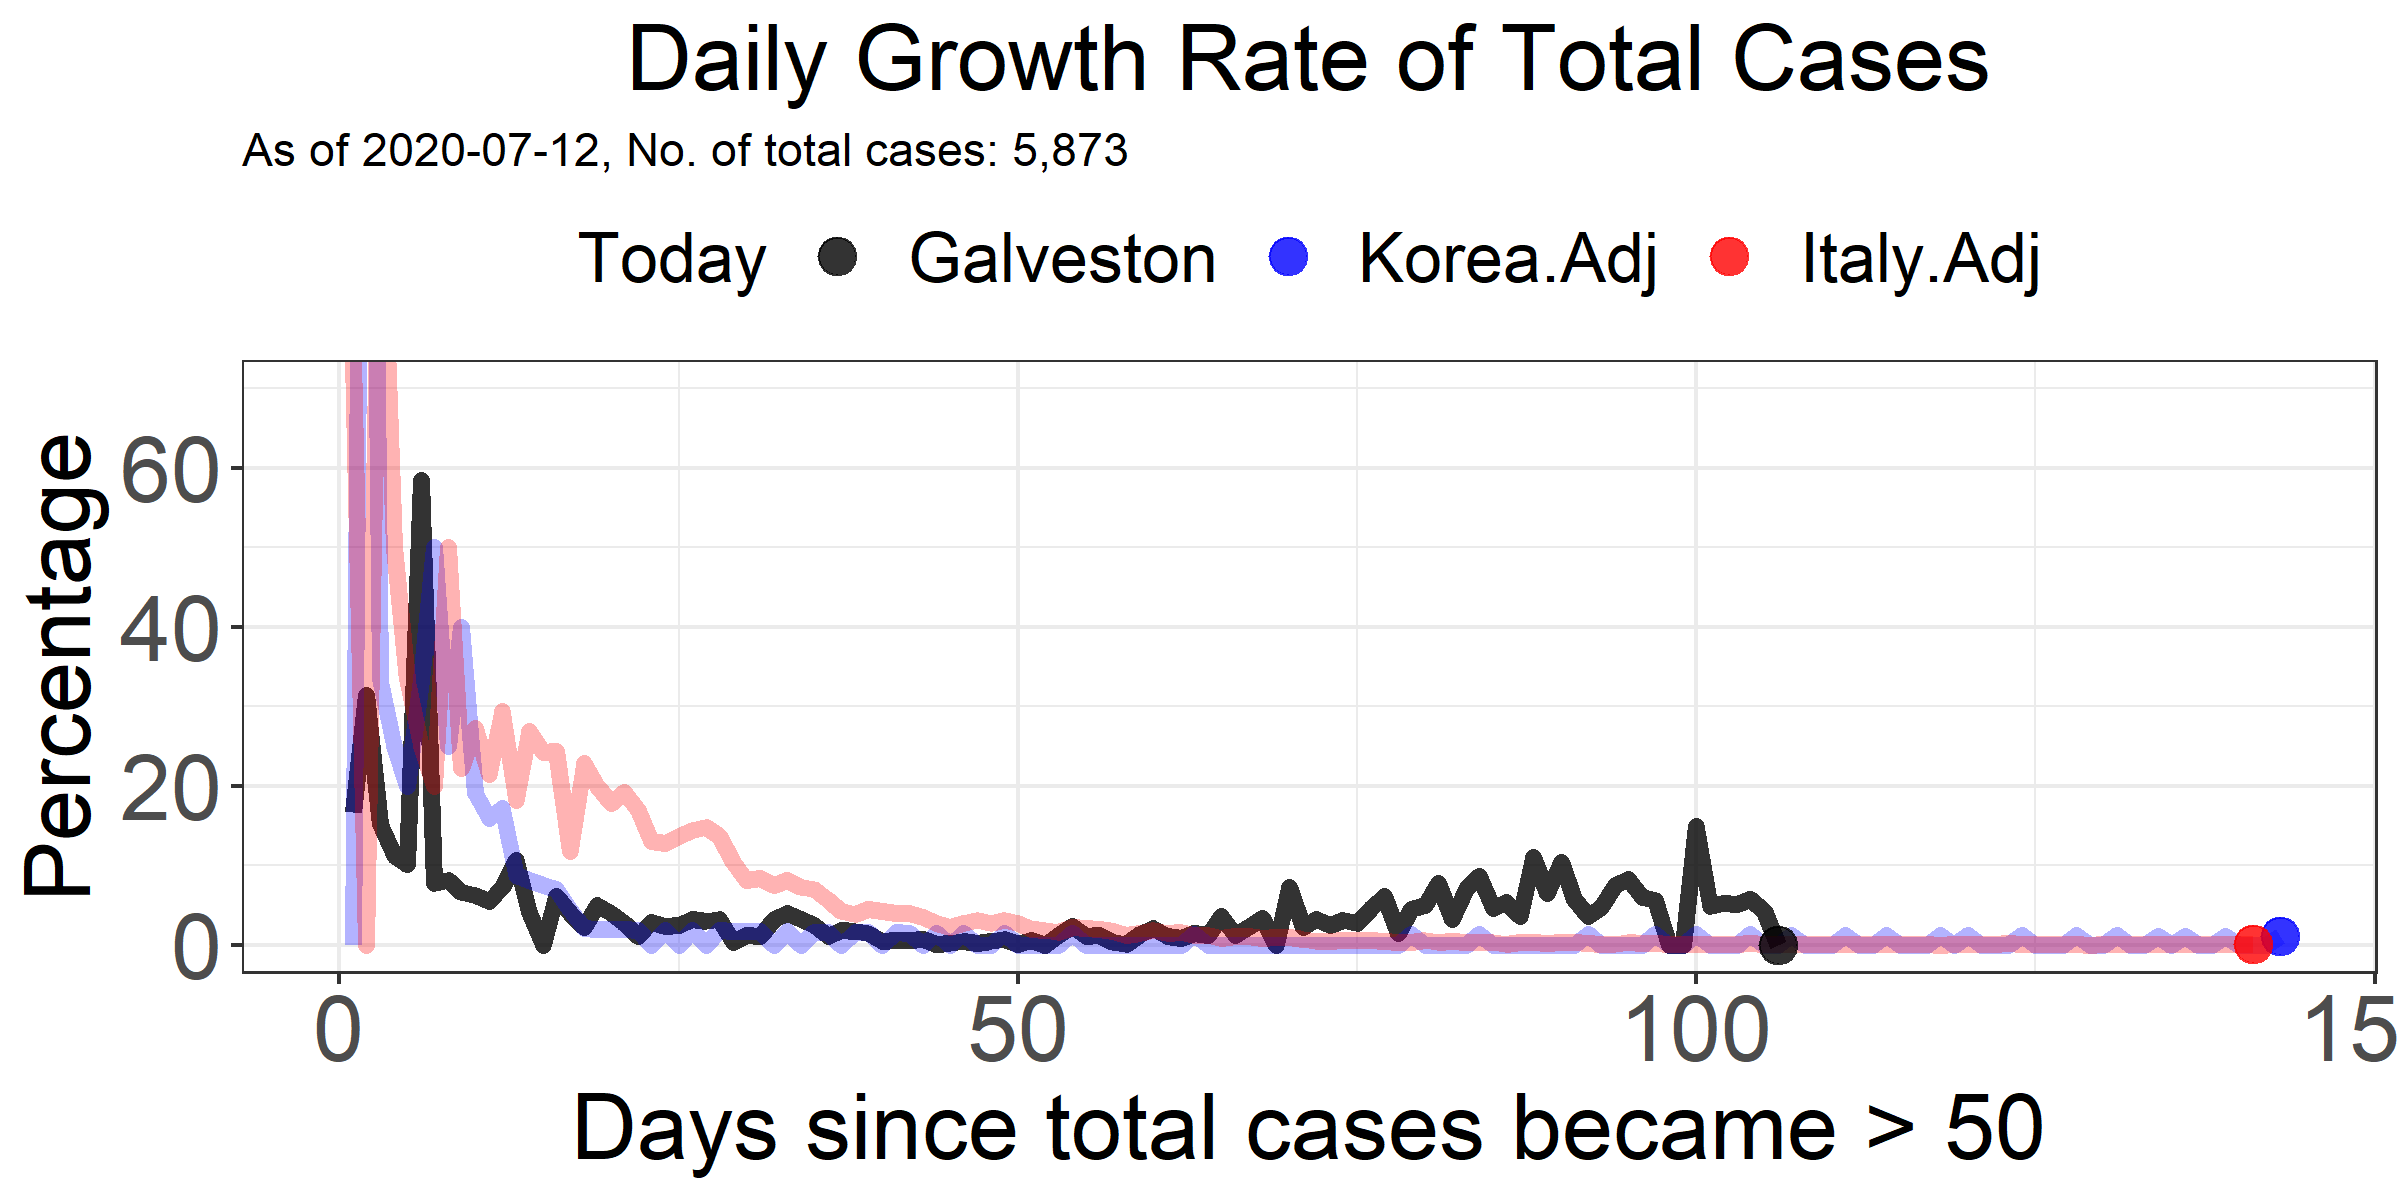 Daily Growth Rate of Total Cases
As of 2020-07-12, No. of total cases: 5,873
Today Galveston Korea.Adj Italy.Adj
Percentage
60
40
20
0
0 50 100 15
Days since total cases became > 50